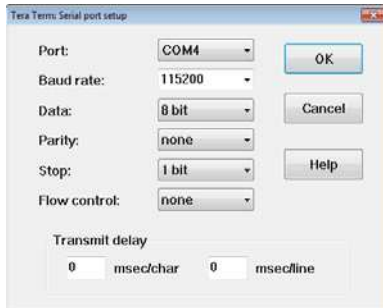 Tera Term: Serial port setup
Port: COM4
OK
Baud rate: 115200
Data: 8 bit
Cancel
Parity: none
Stop: 1 bit
Help
Flow control: none
Transmit delay
0 msec/char 0 msec/line